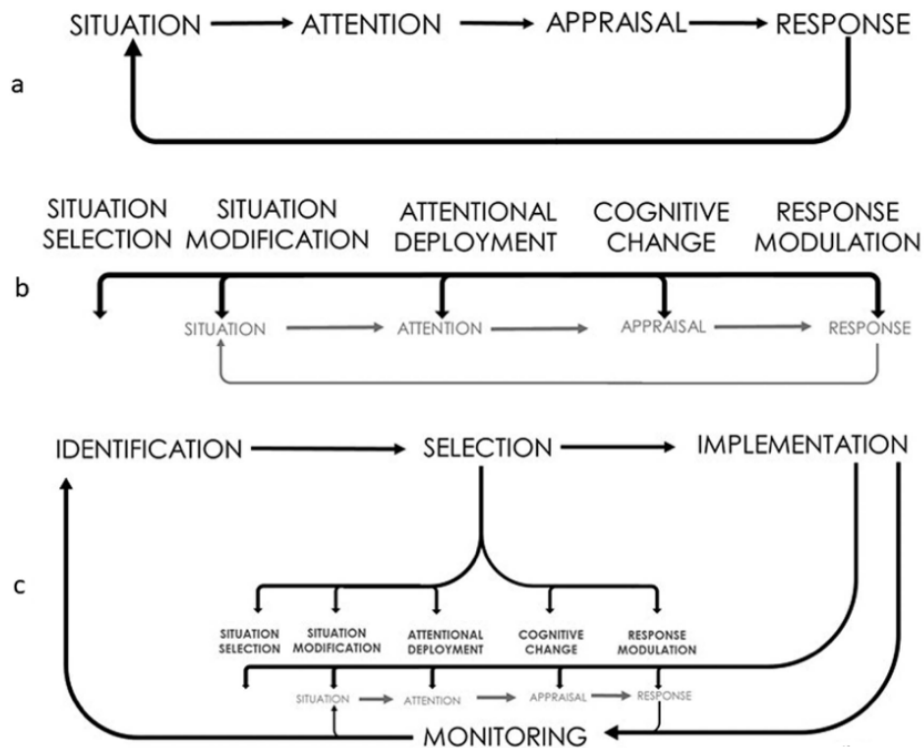 SITUATION ATTENTION APPRAISAL RESPONSE
a
SITUATION SITUATION ATTENTIONAL COGNITIVE RESPONSE
SELECTION MODIFICATION DEPLOYMENT CHANGE MODULATION
b
SITUATION ATTENTION APPRAISAL RESPONSE
IDENTIFICATION SELECTION IMPLEMENTATION
c
SITUATION SITUATION ATTENTIONAL COGNITIVE RESPONSE
SELECTION MODIFICATION DEPLOYMENT CHANGE MODULATION
SITUATION ATTENTION APPRAISAL RESPONSE
MONITORING